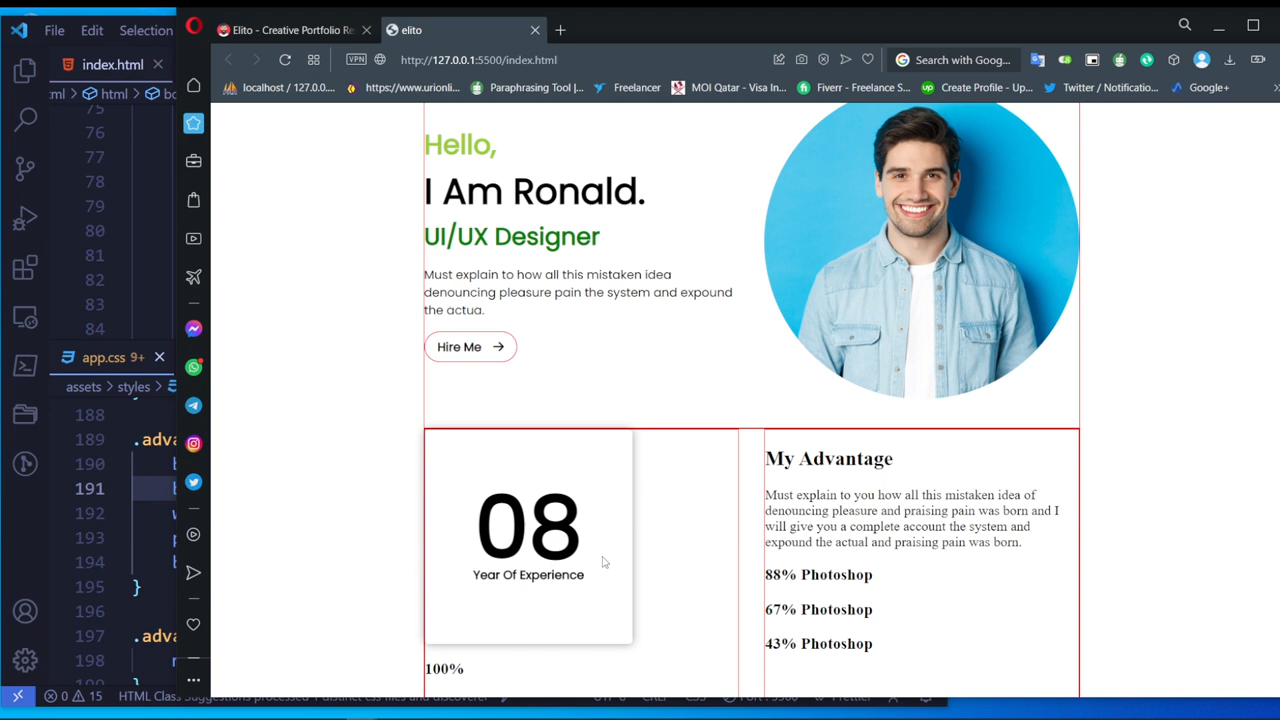 File Edit Selection
Elito - Creative Portfolio Re
elito
index.html
VPN
http://127.0.0.1:5500/index.html
Search with Goog...
ml > html > bo
localhost / 127.0.0....
https://www.urionli...
Paraphrasing Tool |...
Freelancer
MOI Qatar - Visa In...
Fiverr - Freelance S...
Create Profile - Up...
Twitter / Notificatio...
Google+
75
76
77
78
79
80
81
82
83
84
Hello,
I Am Ronald.
UI/UX Designer
Must explain to how all this mistaken idea
denouncing pleasure pain the system and expound
the actua.
Hire Me
app.css 9+
assets > styles >
188
189 .adva
190 b
191 b
192 w
193 p
194 b
195 }
196
197 .adva
198
08
Year Of Experience
100%
My Advantage
Must explain to you how all this mistaken idea of
denouncing pleasure and praising pain was born and I
will give you a complete account the system and
expound the actual and praising pain was born.
88% Photoshop
67% Photoshop
43% Photoshop
0 15